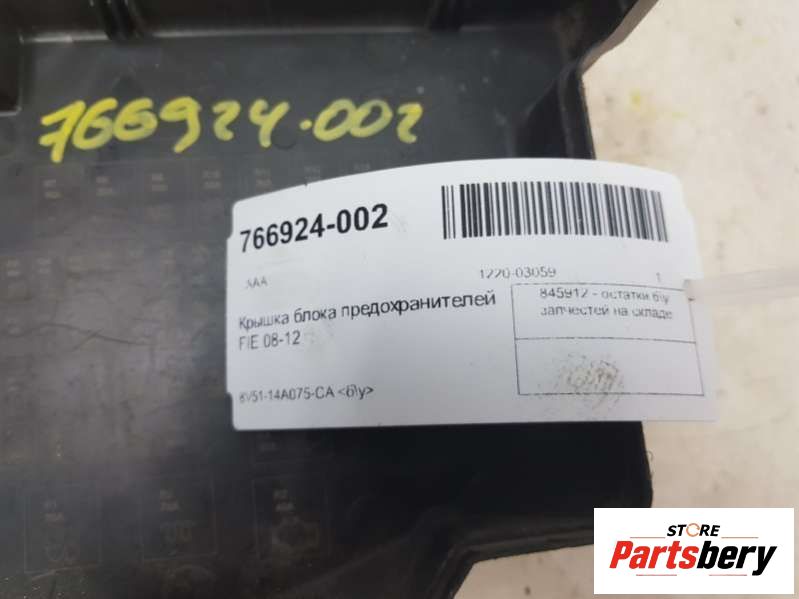 766924.002
766924-002
AAA
1220-03059 1
Крышка блока предохранителей
FIE 08-12
845912 - остатки б\у
запчастей на складе
8V51-14A075-CA <б\у>
STORE
Partsbery